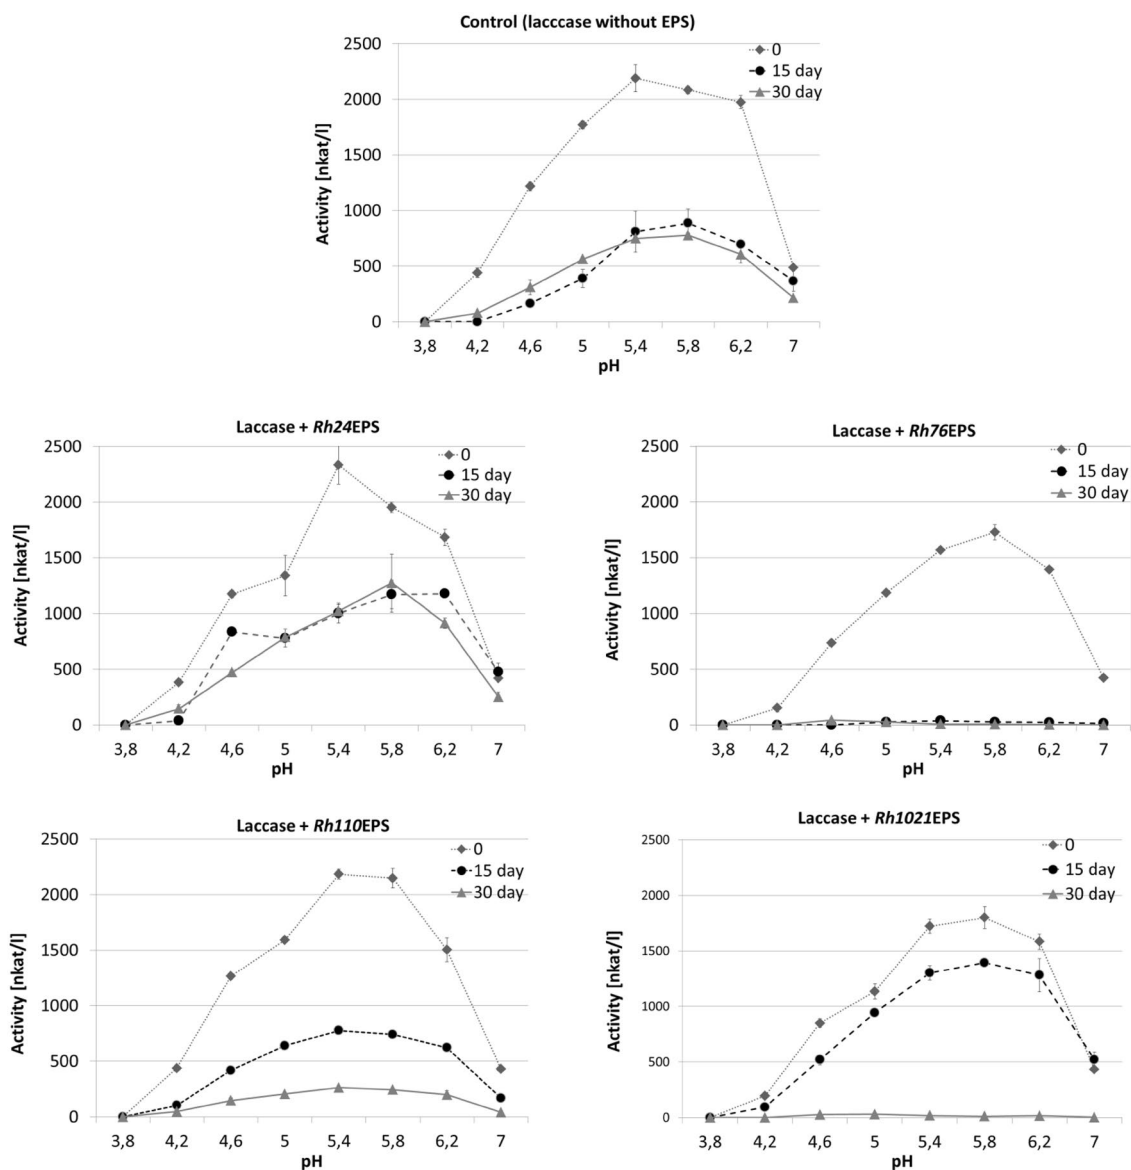 Control (lacccase without EPS)
2500
2000
1500
1000
500
0
Activity [nkat/l]
0
15 day
30 day
3,8 4,2 4,6 5 5,4 5,8 6,2 7
pH
Laccase + Rh24EPS
2500
2000
1500
1000
500
0
Activity [nkat/l]
0
15 day
30 day
3,8 4,2 4,6 5 5,4 5,8 6,2 7
pH
Laccase + Rh76EPS
2500
2000
1500
1000
500
0
Activity [nkat/l]
0
15 day
30 day
3,8 4,2 4,6 5 5,4 5,8 6,2 7
pH
Laccase + Rh110EPS
2500
2000
1500
1000
500
0
Activity [nkat/l]
0
15 day
30 day
3,8 4,2 4,6 5 5,4 5,8 6,2 7
pH
Laccase + Rh1021EPS
2500
2000
1500
1000
500
0
Activity [nkat/l]
0
15 day
30 day
3,8 4,2 4,6 5 5,4 5,8 6,2 7
pH